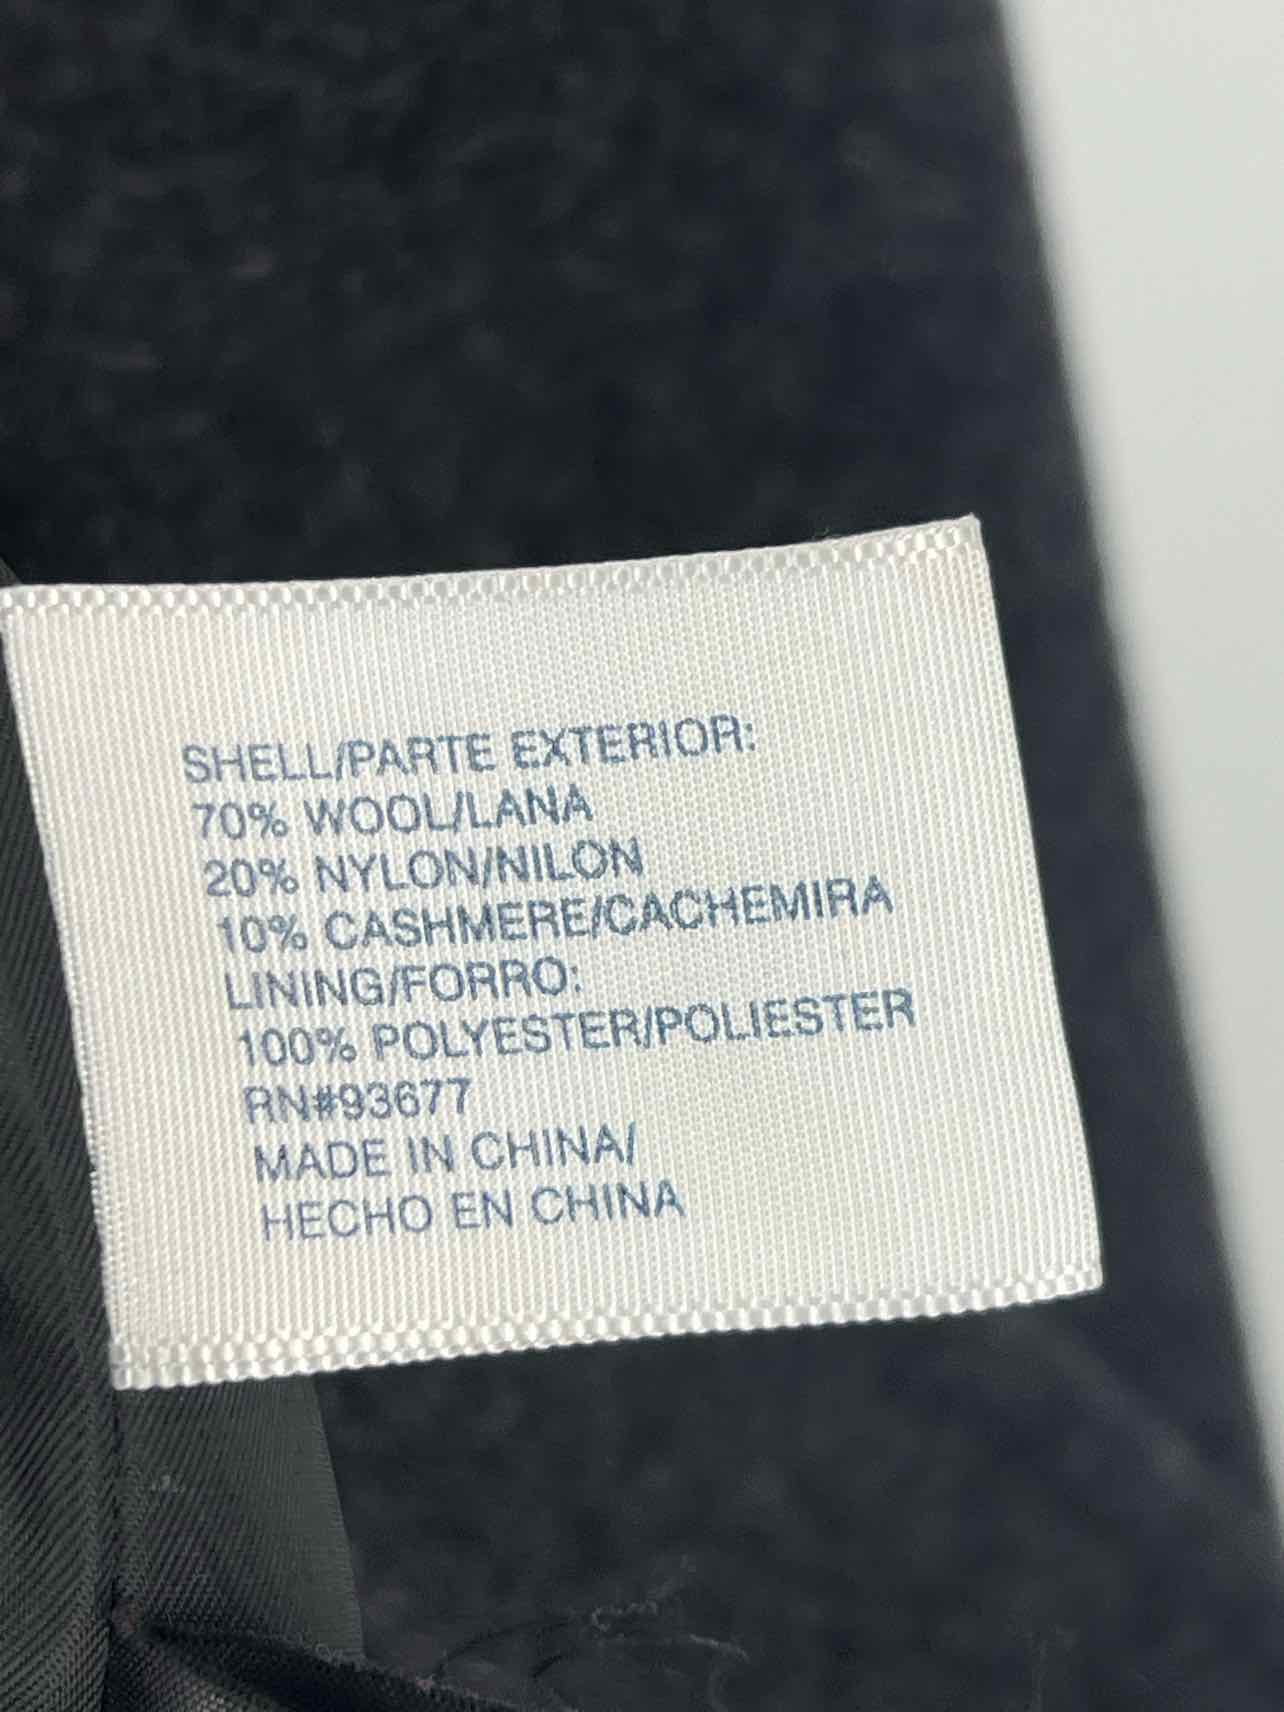 SHELL/PARTE EXTERIOR:
70% WOOL/LANA
20% NYLON/NILON
10% CASHMERE/CACHEMIRA
LINING/FORRO:
100% POLYESTER/POLIESTER
RN#93677
MADE IN CHINA/
HECHO EN CHINA